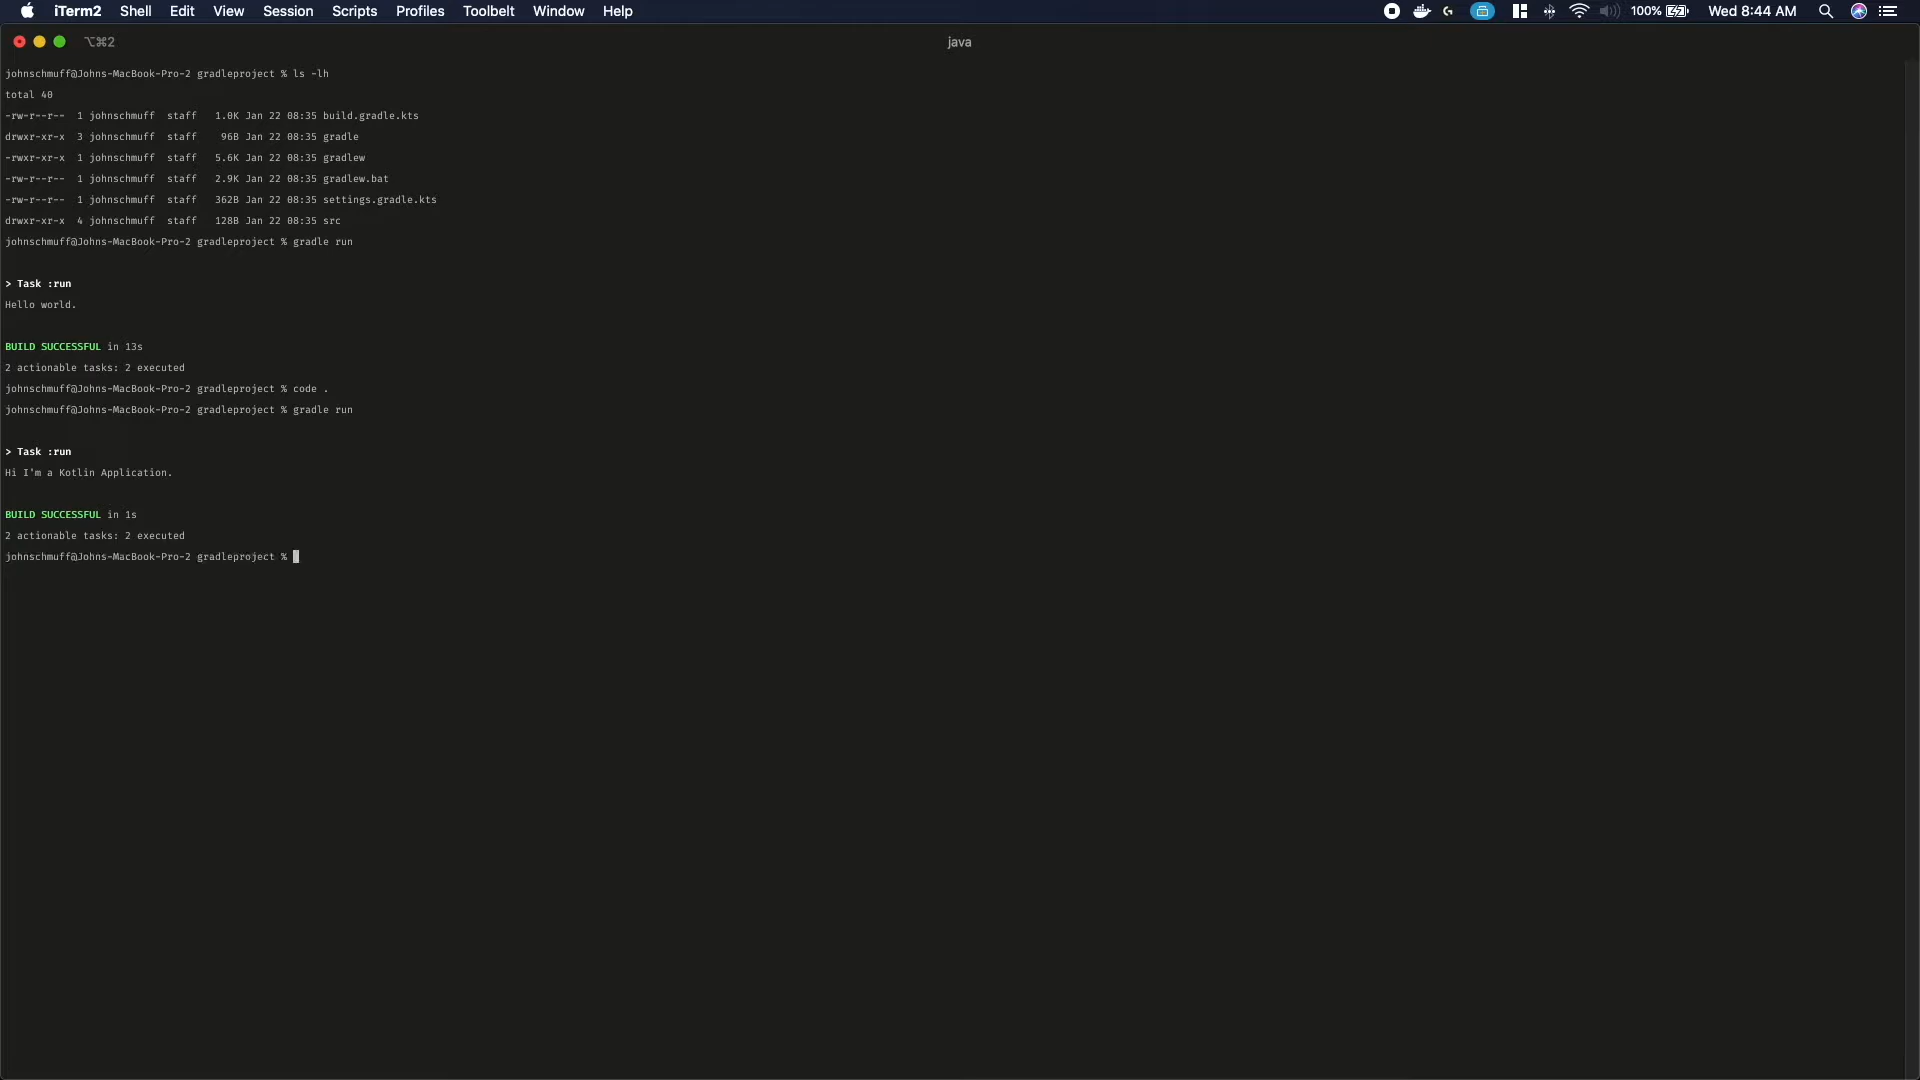 iTerm2 Shell Edit View Session Scripts Profiles Toolbelt Window Help 100% Wed 8:44 AM
⌥⌘2 java
johnschmuff@Johns-MacBook-Pro-2 gradleproject % ls -lh
total 40
-rw-r--r-- 1 johnschmuff staff 1.0K Jan 22 08:35 build.gradle.kts
drwxr-xr-x 3 johnschmuff staff 96B Jan 22 08:35 gradle
-rwxr-xr-x 1 johnschmuff staff 5.6K Jan 22 08:35 gradlew
-rw-r--r-- 1 johnschmuff staff 2.9K Jan 22 08:35 gradlew.bat
-rw-r--r-- 1 johnschmuff staff 362B Jan 22 08:35 settings.gradle.kts
drwxr-xr-x 4 johnschmuff staff 128B Jan 22 08:35 src
johnschmuff@Johns-MacBook-Pro-2 gradleproject % gradle run
> Task :run
Hello world.
BUILD SUCCESSFUL in 13s
2 actionable tasks: 2 executed
johnschmuff@Johns-MacBook-Pro-2 gradleproject % code .
johnschmuff@Johns-MacBook-Pro-2 gradleproject % gradle run
> Task :run
Hi I'm a Kotlin Application.
BUILD SUCCESSFUL in 1s
2 actionable tasks: 2 executed
johnschmuff@Johns-MacBook-Pro-2 gradleproject %